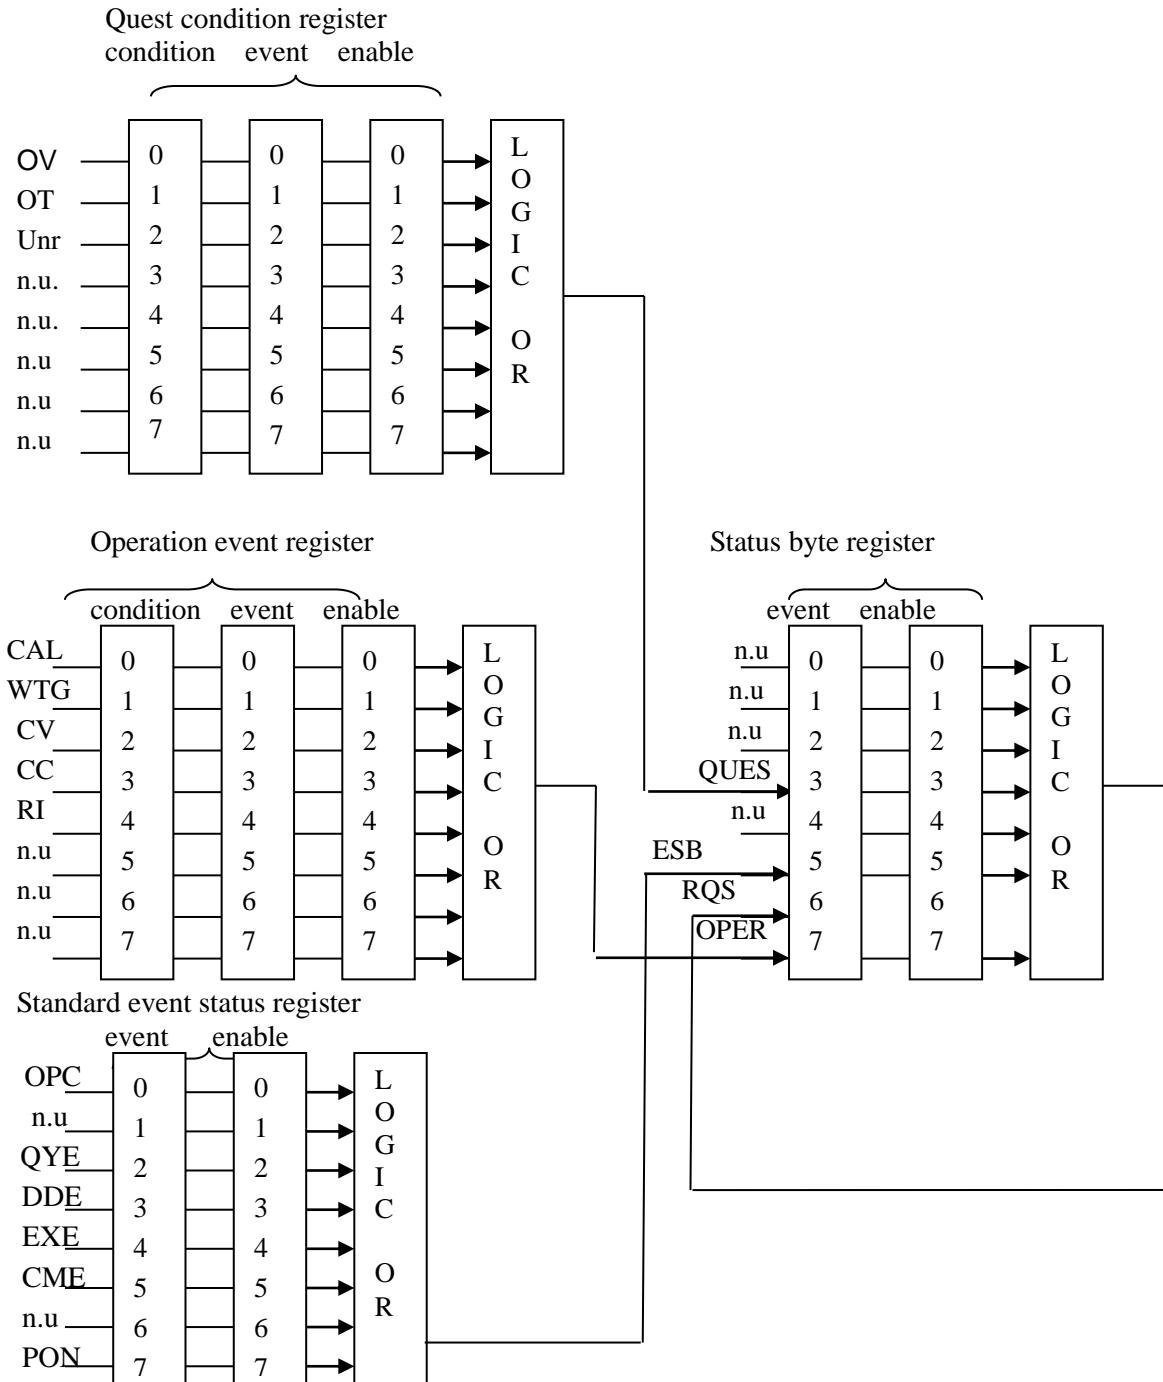 Quest condition register
condition event enable
OV 0 0 0
OT 1 1 1
Unr 2 2 2
n.u. 3 3 3
n.u. 4 4 4
n.u 5 5 5
n.u 6 6 6
n.u 7 7 7
LOGIC OR
Operation event register
condition event enable
CAL 0 0 0
WTG 1 1 1
CV 2 2 2
CC 3 3 3
RI 4 4 4
n.u 5 5 5
n.u 6 6 6
n.u 7 7 7
LOGIC OR
Status byte register
event enable
n.u 0 0
n.u 1 1
n.u 2 2
QUES 3 3
n.u 4 4
ESB 5 5
RQS 6 6
OPER 7 7
LOGIC OR
Standard event status register
event enable
OPC 0 0
n.u 1 1
QYE 2 2
DDE 3 3
EXE 4 4
CME 5 5
n.u 6 6
PON 7 7
LOGIC OR